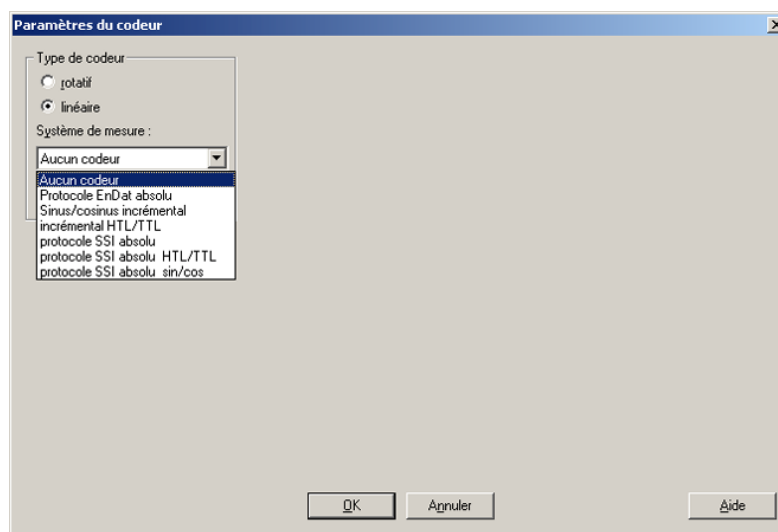 Paramètres du codeur
Type de codeur
rotatif
linéaire
Système de mesure :
Aucun codeur
Aucun codeur
Protocole EnDat absolu
Sinus/cosinus incrémental
incrémental HTL/TTL
protocole SSI absolu
protocole SSI absolu HTL/TTL
protocole SSI absolu sin/cos
OK
Annuler
Aide